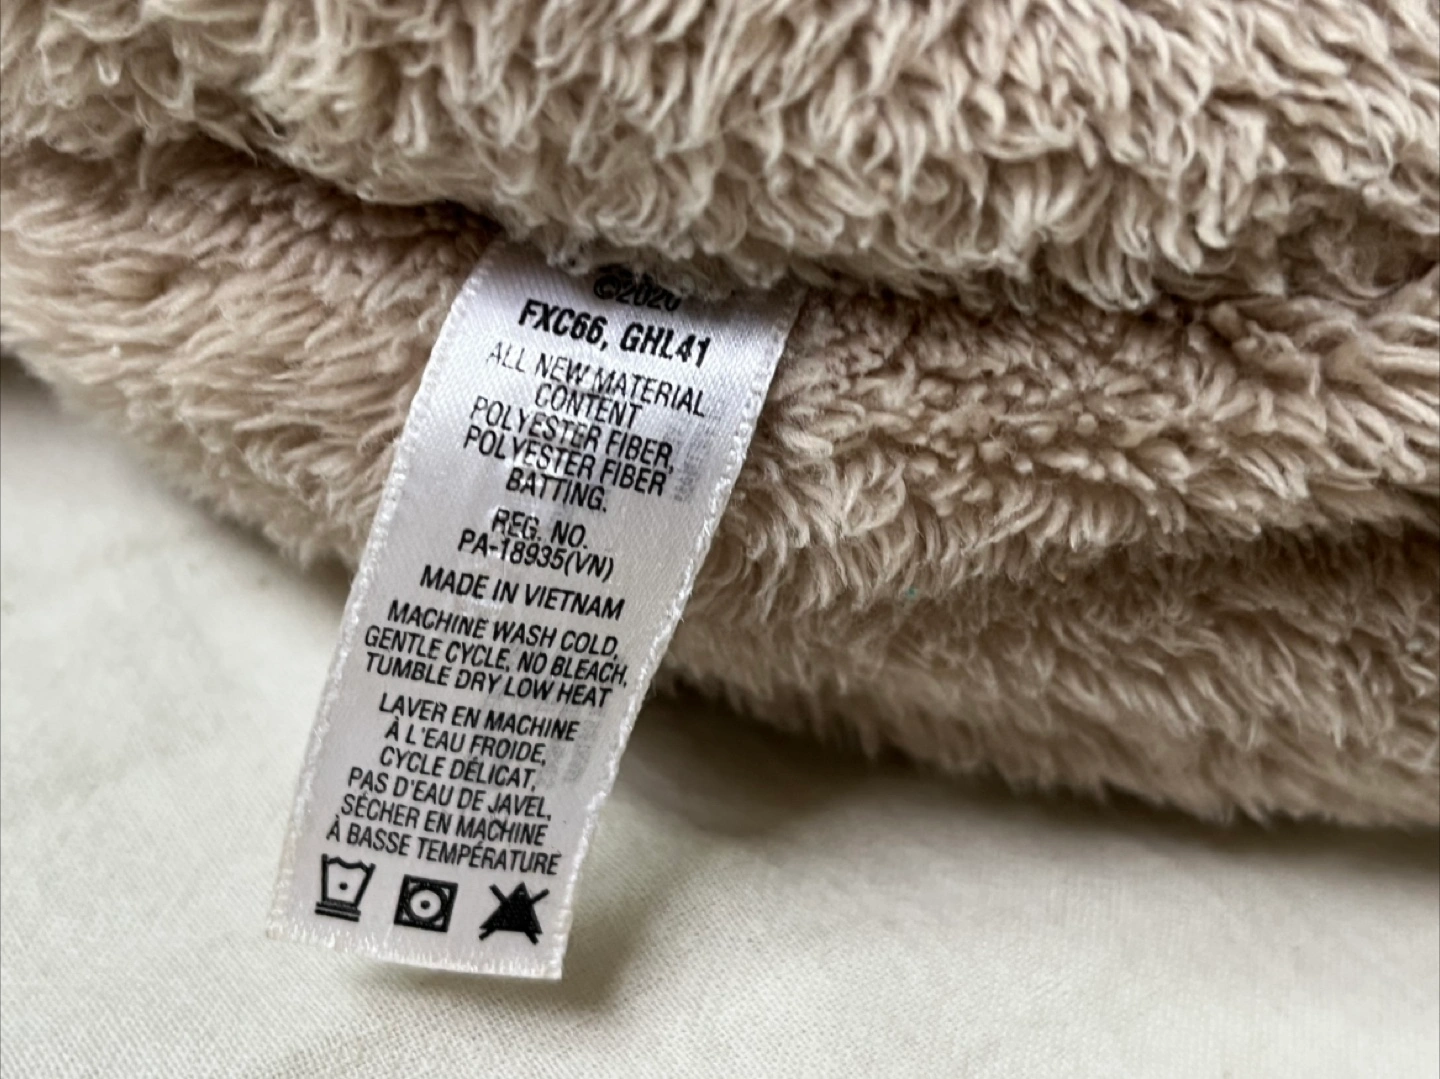 ©2020
FXC66, GHL41
ALL NEW MATERIAL
CONTENT
POLYESTER FIBER,
POLYESTER FIBER
BATTING.
REG. NO.
PA-18935(VN)
MADE IN VIETNAM
MACHINE WASH COLD,
GENTLE CYCLE, NO BLEACH,
TUMBLE DRY LOW HEAT
LAVER EN MACHINE
À L'EAU FROIDE,
CYCLE DÉLICAT,
PAS D'EAU DE JAVEL,
SÉCHER EN MACHINE
À BASSE TEMPÉRATURE